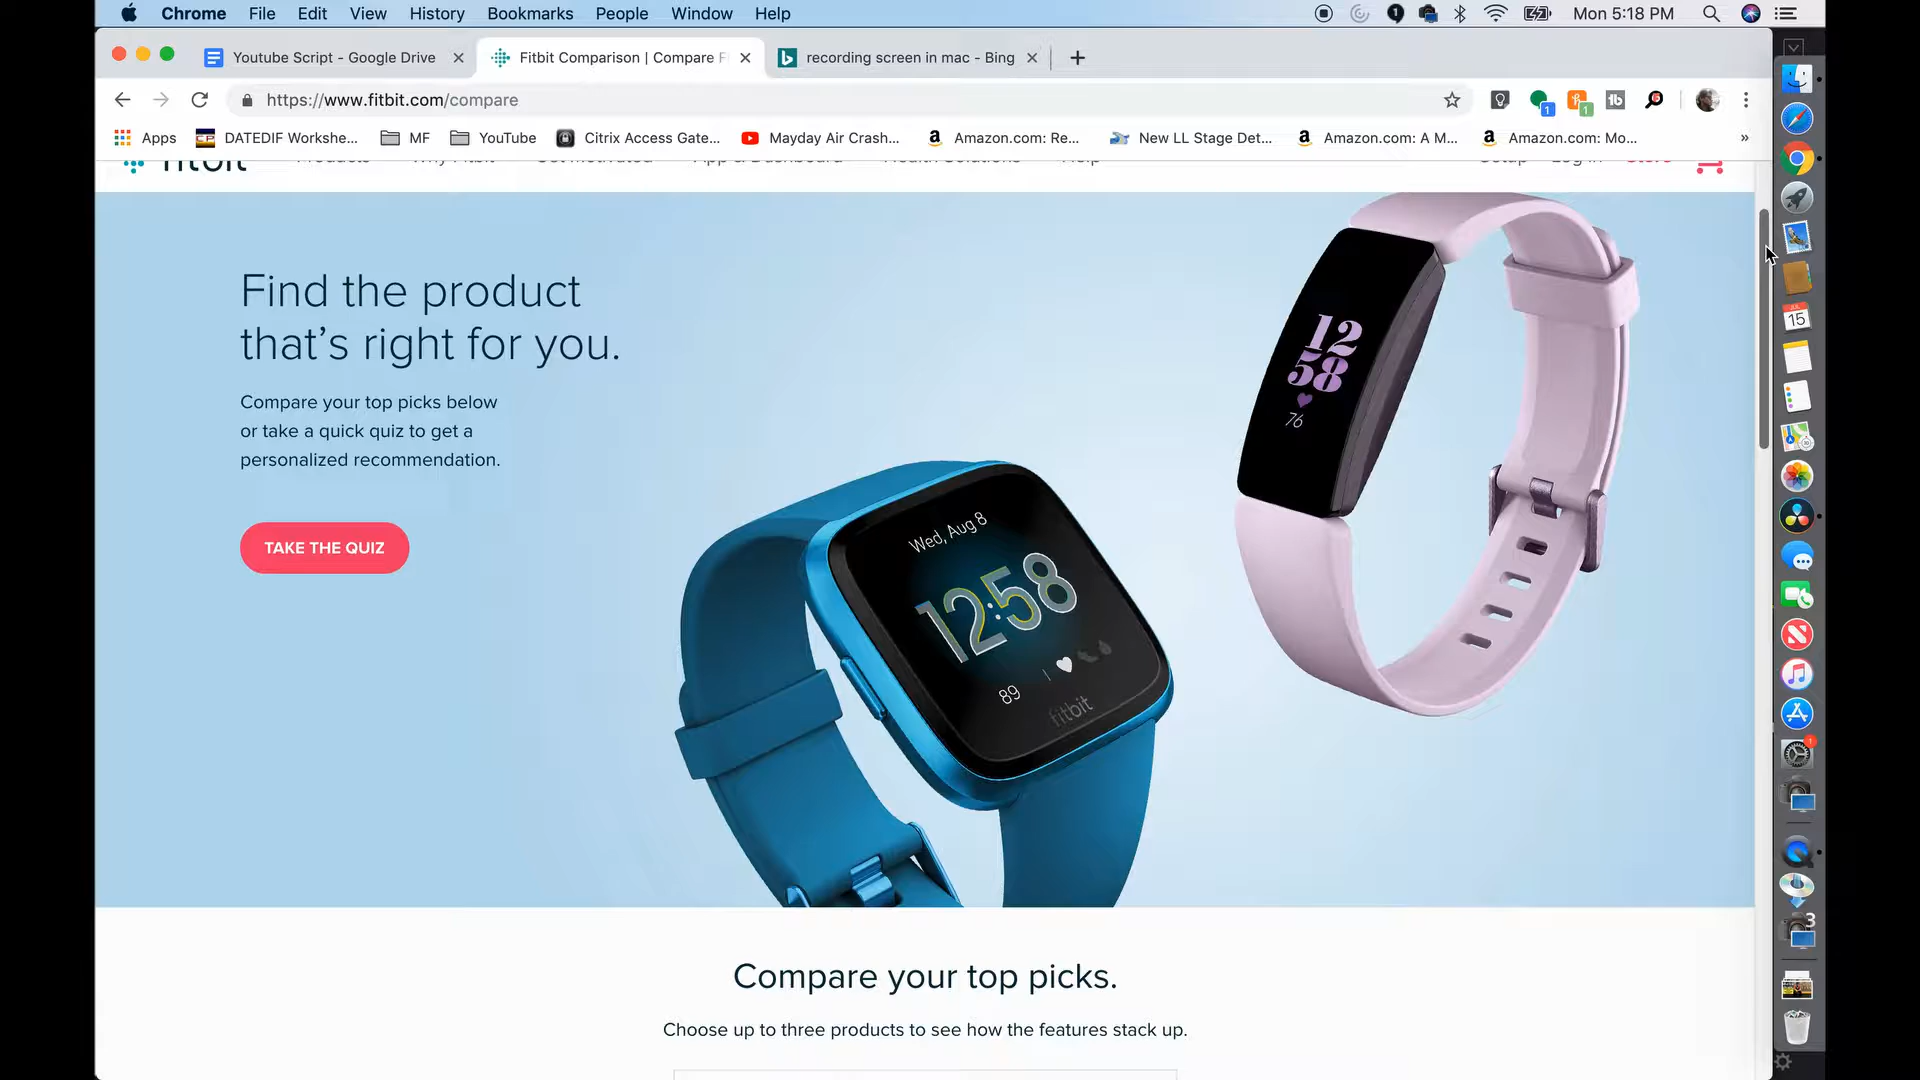 Chrome File Edit View History Bookmarks People Window Help
1
Mon 5:18 PM
Youtube Script - Google Drive
Fitbit Comparison | Compare F
recording screen in mac - Bing
https://www.fitbit.com/compare
1
1
Apps
DATEDIF Workshe...
MF
YouTube
Citrix Access Gate...
Mayday Air Crash...
Amazon.com: Re...
New LL Stage Det...
Amazon.com: A M...
Amazon.com: Mo...
»
Find the product
that's right for you.
Compare your top picks below
or take a quick quiz to get a
personalized recommendation.
TAKE THE QUIZ
12
58
76
Wed, Aug 8
12:58
89
fitbit
Compare your top picks.
Choose up to three products to see how the features stack up.
15
1
3